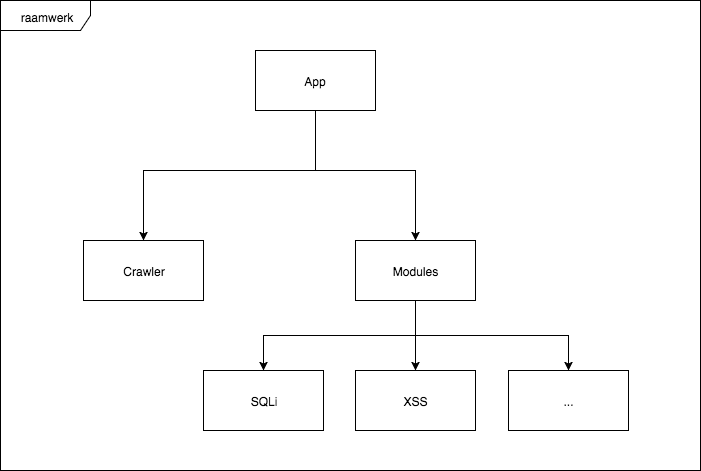 raamwerk
App
Crawler
Modules
SQLi
XSS
...